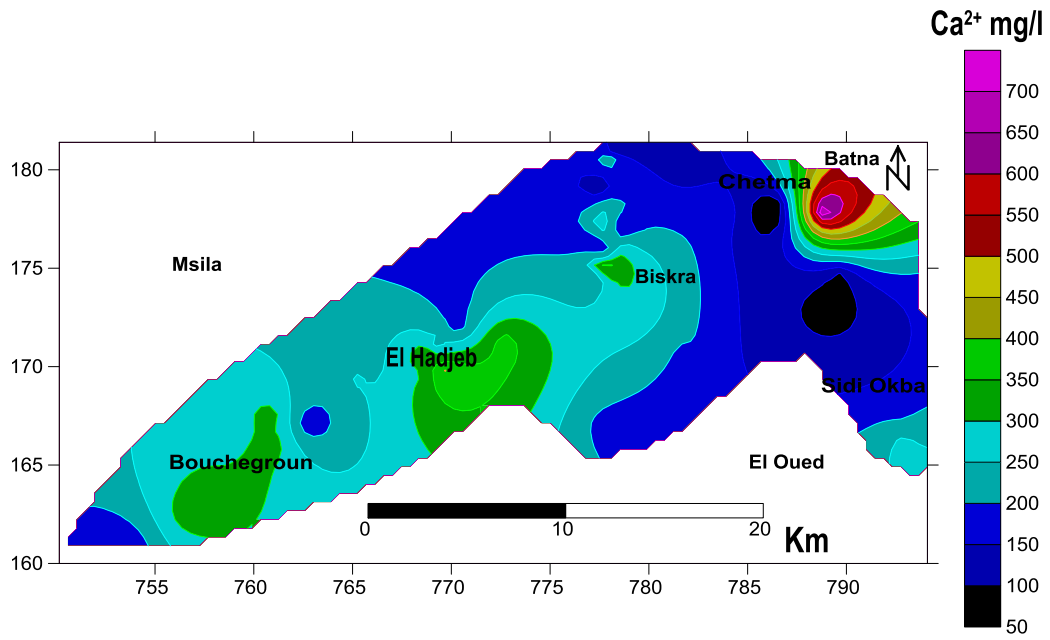 Ca²⁺ mg/l
700
650
600
550
500
450
400
350
300
250
200
150
100
50
180
175
170
165
160
Batna
N
Chetma
Msila
Biskra
El Hadjeb
Sidi Okba
Bouchegroun
El Oued
0 10 20
Km
755 760 765 770 775 780 785 790